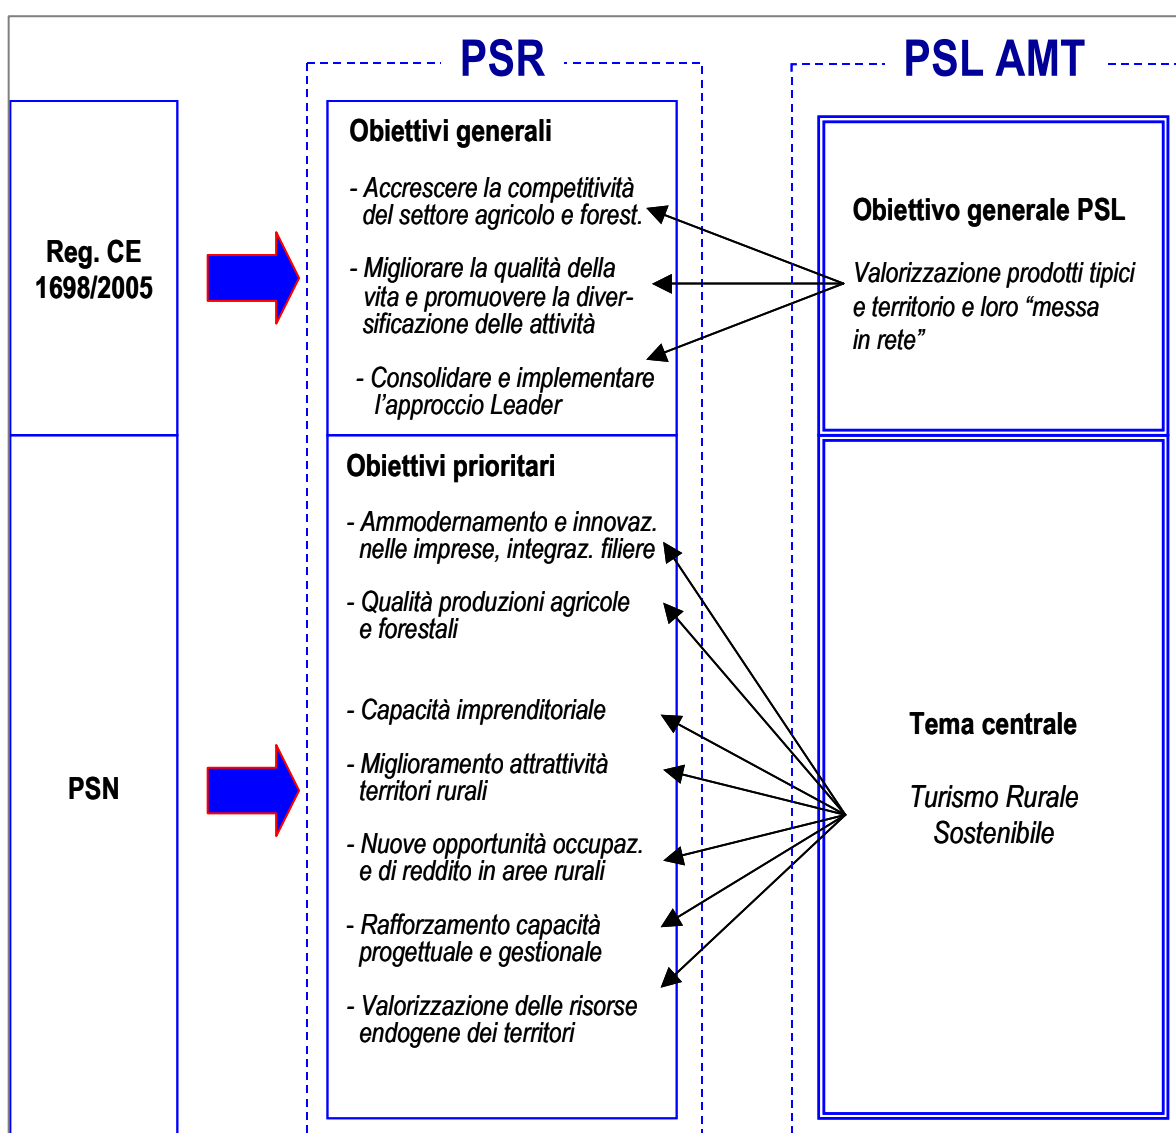 PSR
PSL AMT
Reg. CE
1698/2005
Obiettivi generali
- Accrescere la competitività
del settore agricolo e forest.
- Migliorare la qualità della
vita e promuovere la diver-
sificazione delle attività
- Consolidare e implementare
l’approccio Leader
Obiettivo generale PSL
Valorizzazione prodotti tipici
e territorio e loro “messa
in rete”
PSN
Obiettivi prioritari
- Ammodernamento e innovaz.
nelle imprese, integraz. filiere
- Qualità produzioni agricole
e forestali
- Capacità imprenditoriale
- Miglioramento attrattività
territori rurali
- Nuove opportunità occupaz.
e di reddito in aree rurali
- Rafforzamento capacità
progettuale e gestionale
- Valorizzazione delle risorse
endogene dei territori
Tema centrale
Turismo Rurale
Sostenibile